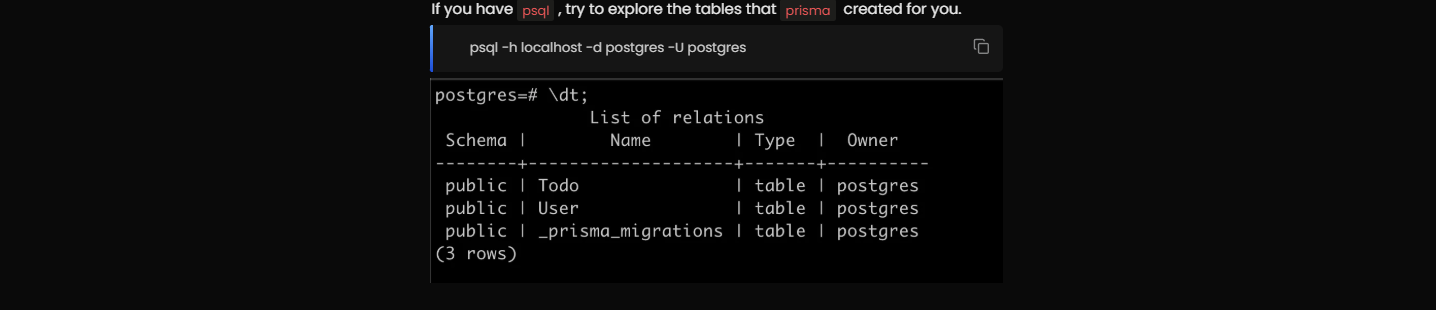 If you have psql , try to explore the tables that prisma created for you.
psql -h localhost -d postgres -U postgres
postgres=# \dt;
List of relations
Schema | Name | Type | Owner
--------+--------------------+-------+----------
public | Todo | table | postgres
public | User | table | postgres
public | _prisma_migrations | table | postgres
(3 rows)